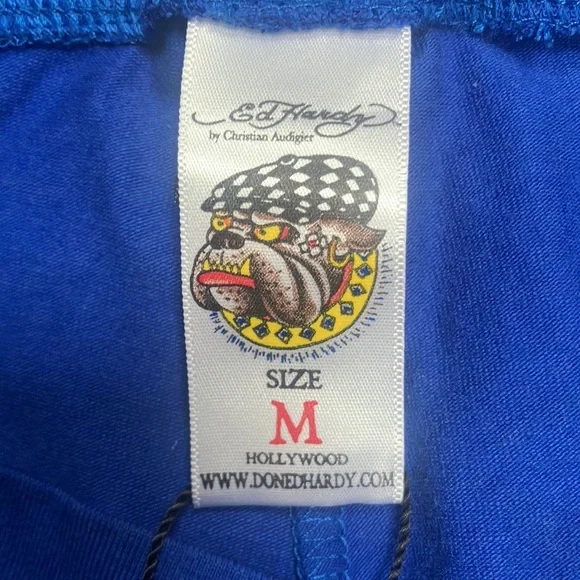 Ed Hardy
by Christian Audigier
SIZE
M
HOLLYWOOD
WWW.DONEDHARDY.COM